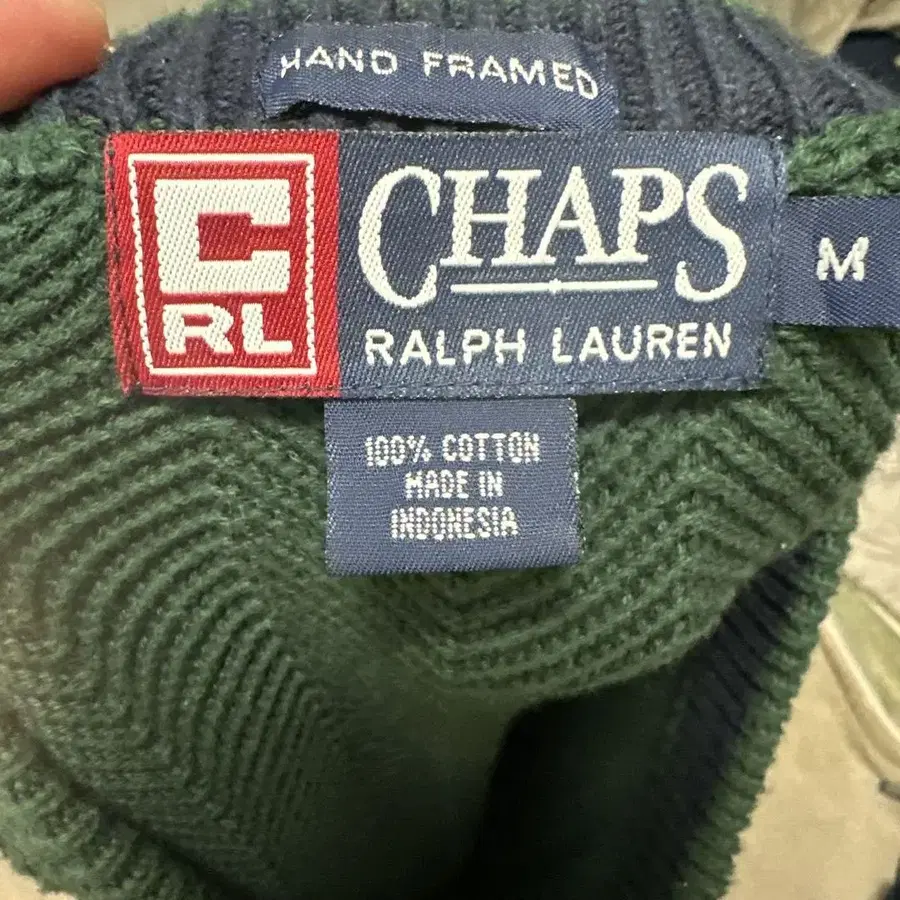 HAND FRAMED
C
RL
CHAPS
RALPH LAUREN
M
100% COTTON
MADE IN
INDONESIA